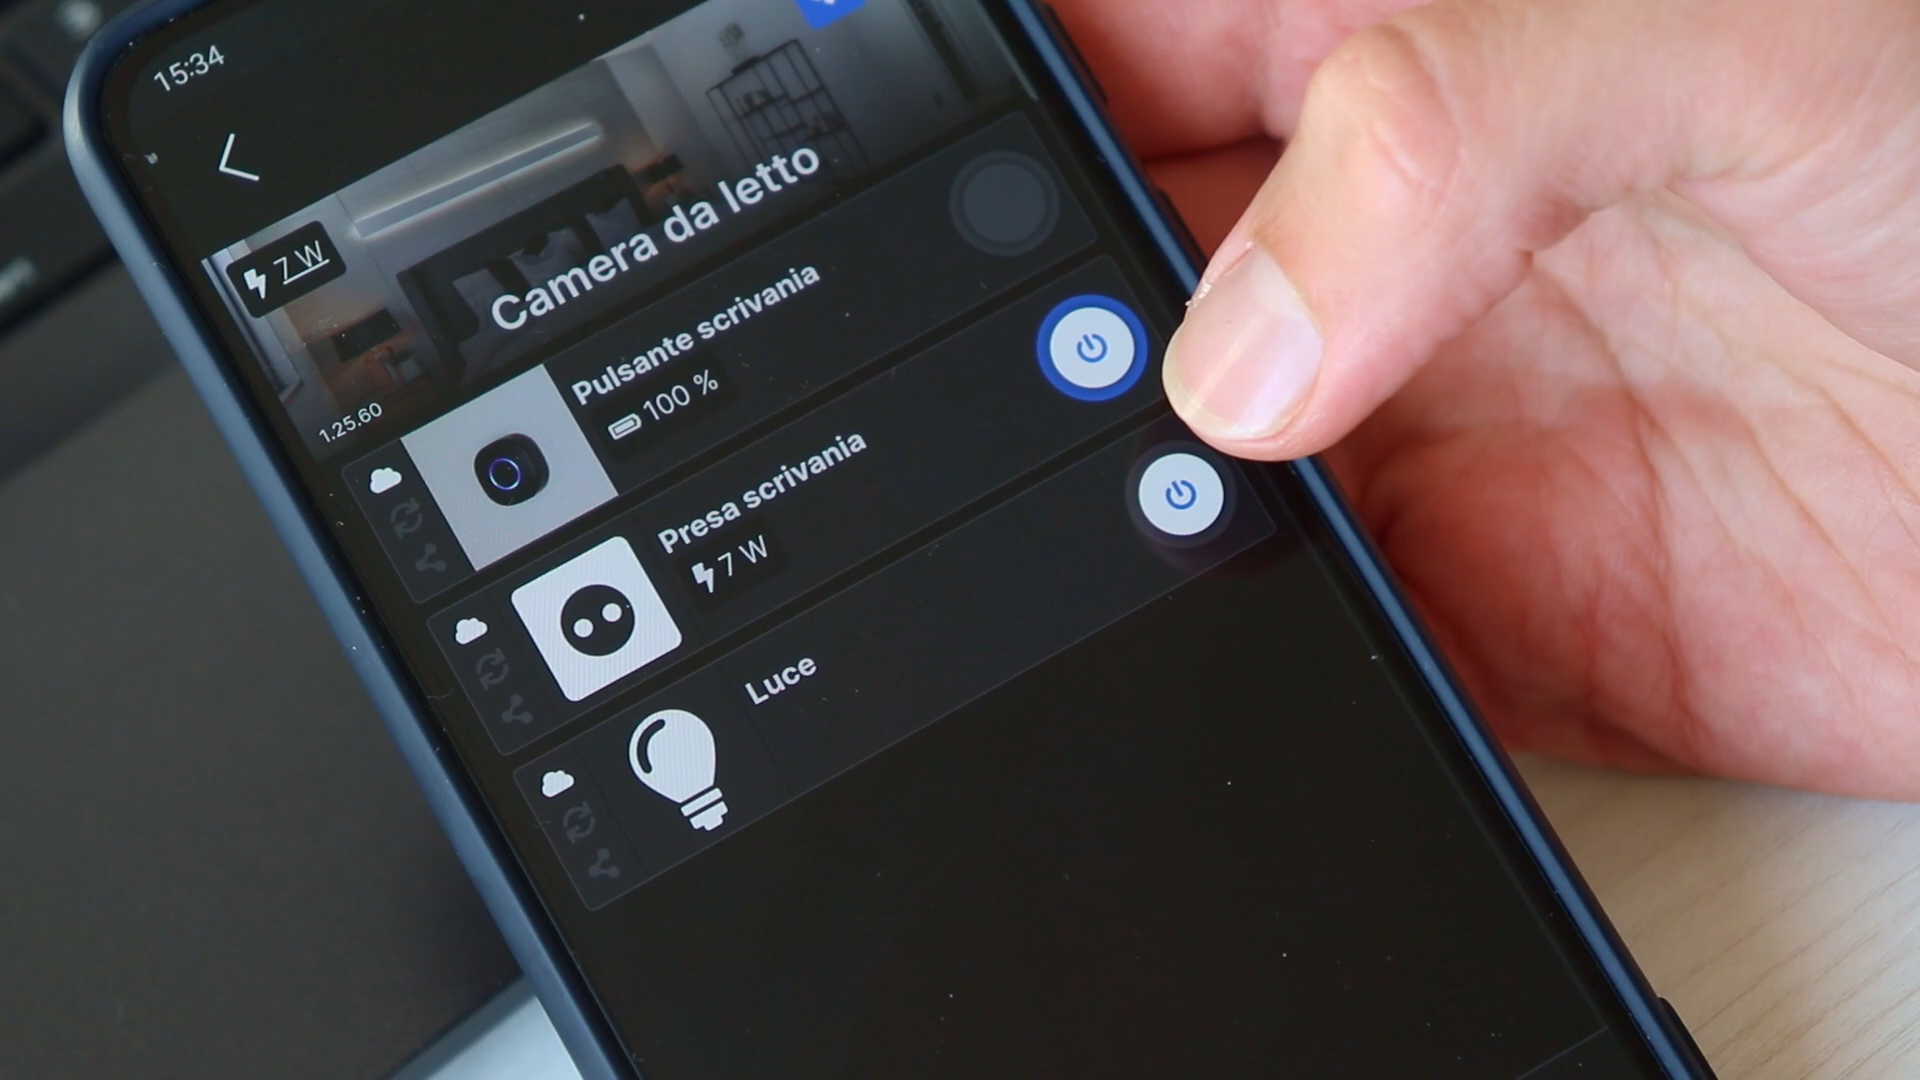 15:34
7 W
Camera da letto
1.25.60
Pulsante scrivania
100 %
Presa scrivania
7 W
Luce